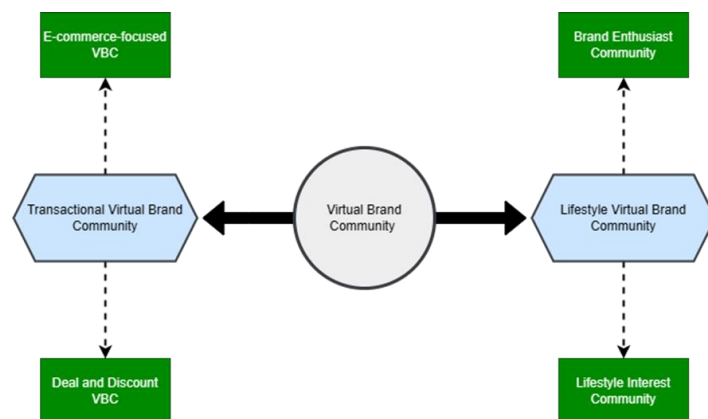 E-commerce-focused
VBC
Brand Enthusiast
Community
Transactional Virtual Brand
Community
Virtual Brand
Community
Lifestyle Virtual Brand
Community
Deal and Discount
VBC
Lifestyle Interest
Community